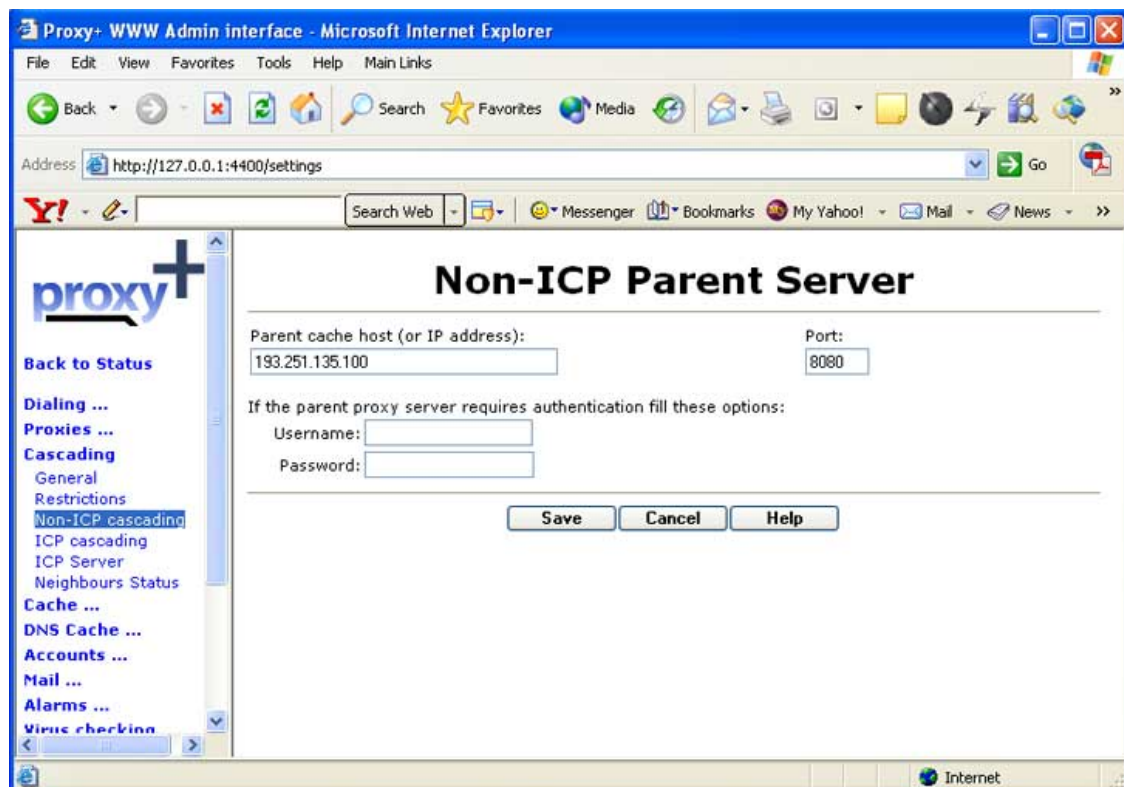 Proxy+ WWW Admin interface - Microsoft Internet Explorer
File Edit View Favorites Tools Help Main Links
Back Search Favorites Media
Address http://127.0.0.1:4400/settings Go
Y! Search Web Messenger Bookmarks My Yahoo! Mail News
proxy+
Back to Status
Dialing ...
Proxies ...
Cascading
General
Restrictions
Non-ICP cascading
ICP cascading
ICP Server
Neighbours Status
Cache ...
DNS Cache ...
Accounts ...
Mail ...
Alarms ...
Virus checking
Non-ICP Parent Server
Parent cache host (or IP address): Port:
193.251.135.100 8080
If the parent proxy server requires authentication fill these options:
Username:
Password:
Save Cancel Help
Internet